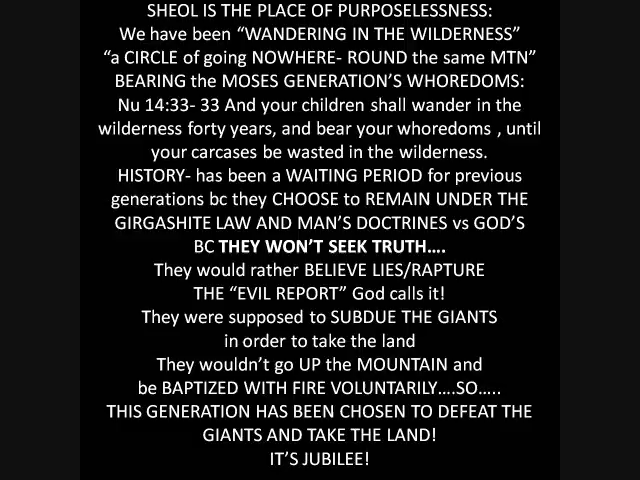 SHEOL IS THE PLACE OF PURPOSELESSNESS:
We have been “WANDERING IN THE WILDERNESS”
“a CIRCLE of going NOWHERE- ROUND the same MTN”
BEARING the MOSES GENERATION’S WHOREDOMS:
Nu 14:33- 33 And your children shall wander in the
wilderness forty years, and bear your whoredoms , until
your carcases be wasted in the wilderness.
HISTORY- has been a WAITING PERIOD for previous
generations bc they CHOOSE to REMAIN UNDER THE
GIRGASHITE LAW AND MAN’S DOCTRINES vs GOD’S
BC THEY WON’T SEEK TRUTH….
They would rather BELIEVE LIES/RAPTURE
THE “EVIL REPORT” God calls it!
They were supposed to SUBDUE THE GIANTS
in order to take the land
They wouldn’t go UP the MOUNTAIN and
be BAPTIZED WITH FIRE VOLUNTARILY….SO…..
THIS GENERATION HAS BEEN CHOSEN TO DEFEAT THE
GIANTS AND TAKE THE LAND!
IT’S JUBILEE!